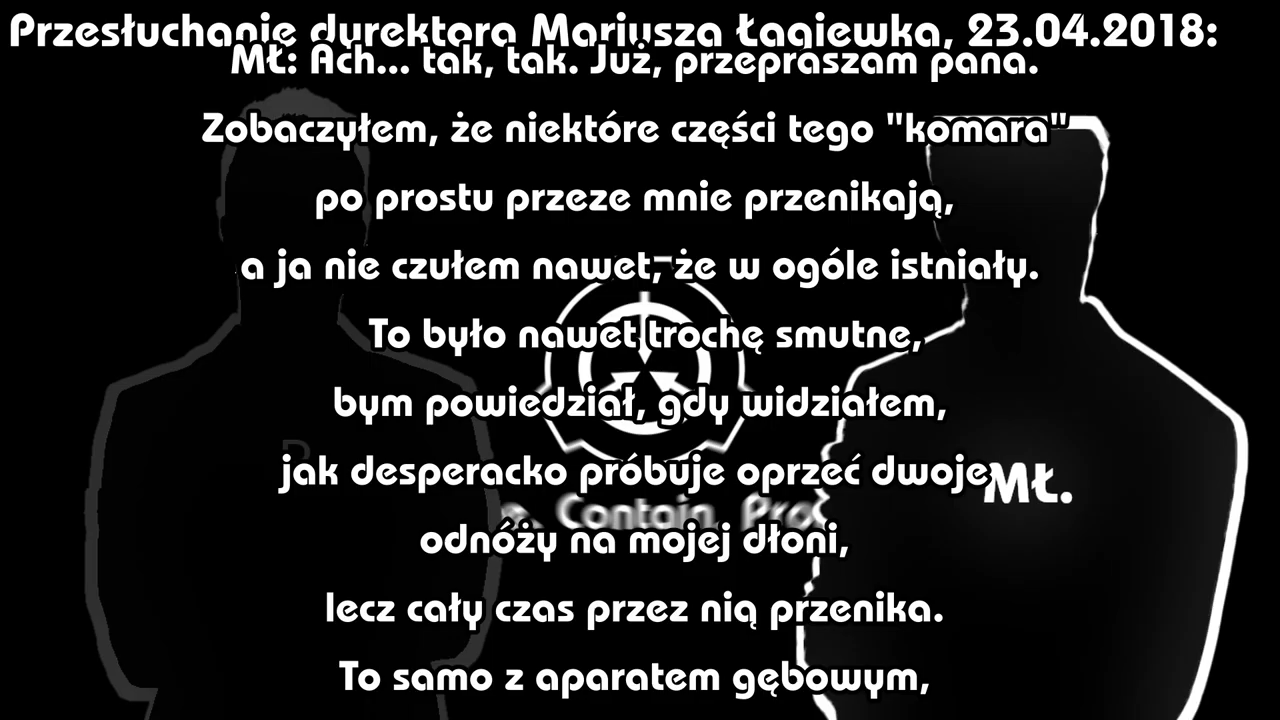 Przesłuchanie dyrektora Mariusza Łagiewka, 23.04.2018:
MŁ: Ach... tak, tak. Już, przepraszam pana.
Zobaczyłem, że niektóre części tego "komara"
po prostu przeze mnie przenikają,
a ja nie czułem nawet, że w ogóle istniały.
To było nawet trochę smutne,
bym powiedział, gdy widziałem,
jak desperacko próbuje oprzeć dwoje
MŁ.
Contain.
odnóży na mojej dłoni,
lecz cały czas przez nią przenika.
To samo z aparatem gębowym,